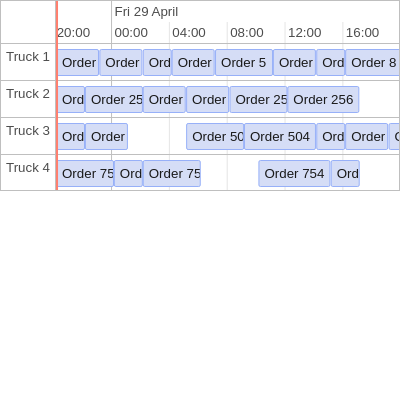 Fri 29 April
20:00 00:00 04:00 08:00 12:00 16:00
Truck 1 Order Order Ord Order Order 5 Order Ord Order 8
Truck 2 Ord Order 25 Order Order Order 25 Order 256
Truck 3 Ord Order Order 50 Order 504 Ord Order
Truck 4 Order 75 Ord Order 75 Order 754 Ord